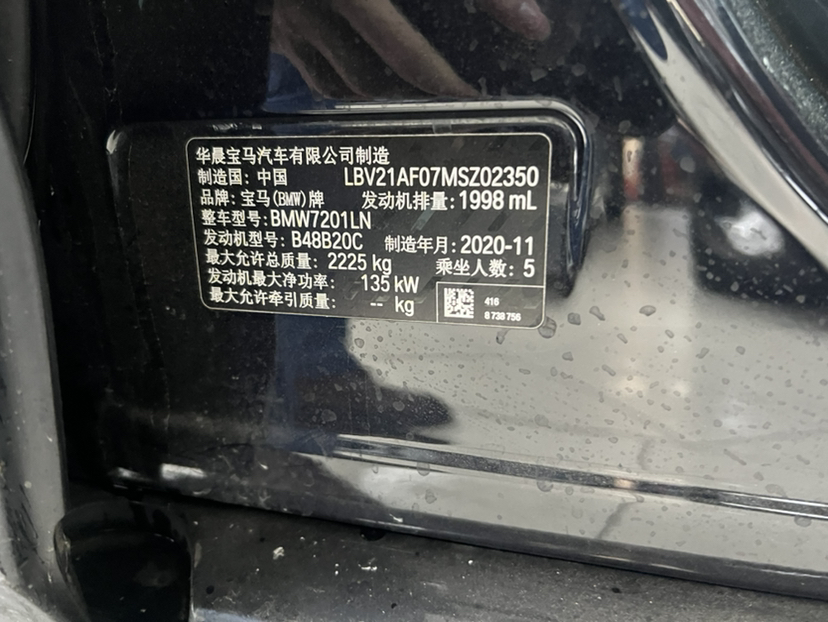 华晨宝马汽车有限公司制造
制造国：中国 LBV21AF07MSZ02350
品牌：宝马(BMW)牌 发动机排量：1998 mL
整车型号：BMW7201LN
发动机型号：B48B20C 制造年月：2020-11
最大允许总质量：2225 kg 乘坐人数：5
发动机最大净功率：135 kW
最大允许牵引质量：-- kg
416
8 738 756